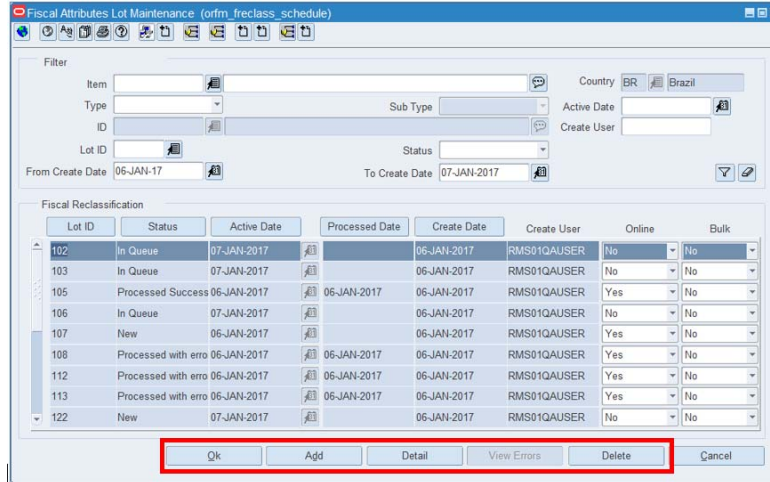 Fiscal Attributes Lot Maintenance (orfm_freclass_schedule)
Filter
Item Country BR Brazil
Type Sub Type Active Date
ID Create User
Lot ID Status
From Create Date 06-JAN-17 To Create Date 07-JAN-2017
Fiscal Reclassification
Lot ID Status Active Date Processed Date Create Date Create User Online Bulk
102 In Queue 07-JAN-2017 06-JAN-2017 RMS01QAUSER No No
103 In Queue 07-JAN-2017 06-JAN-2017 RMS01QAUSER No No
105 Processed Success 06-JAN-2017 06-JAN-2017 06-JAN-2017 RMS01QAUSER Yes No
106 In Queue 07-JAN-2017 06-JAN-2017 RMS01QAUSER No No
107 New 06-JAN-2017 06-JAN-2017 RMS01QAUSER Yes No
108 Processed with erro 06-JAN-2017 06-JAN-2017 06-JAN-2017 RMS01QAUSER Yes No
112 Processed with erro 06-JAN-2017 06-JAN-2017 06-JAN-2017 RMS01QAUSER Yes No
113 Processed with erro 06-JAN-2017 06-JAN-2017 06-JAN-2017 RMS01QAUSER Yes No
122 New 07-JAN-2017 06-JAN-2017 RMS01QAUSER No No
Ok Add Detail View Errors Delete Cancel